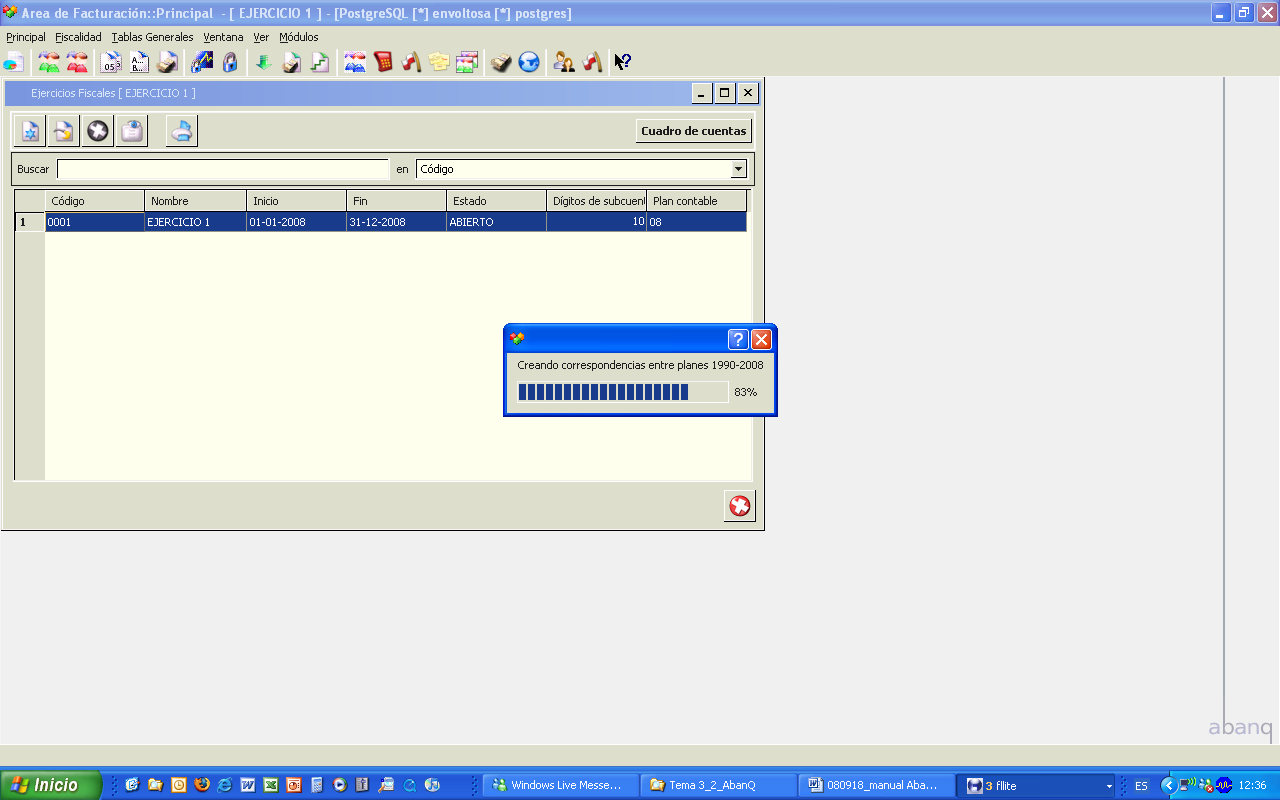 Area de Facturación::Principal - [ EJERCICIO 1 ] - [PostgreSQL [*] envoltosa [*] postgres]
Principal Fiscalidad Tablas Generales Ventana Ver Módulos
Ejercicios Fiscales [ EJERCICIO 1 ]
Cuadro de cuentas
Buscar en Código
Código Nombre Inicio Fin Estado Dígitos de subcuent Plan contable
1 0001 EJERCICIO 1 01-01-2008 31-12-2008 ABIERTO 10 08
Creando correspondencias entre planes 1990-2008
83%
abanq
Inicio Windows Live Messe... Tema 3_2_AbanQ 080918_manual Aba... 3 fllite ES 12:36